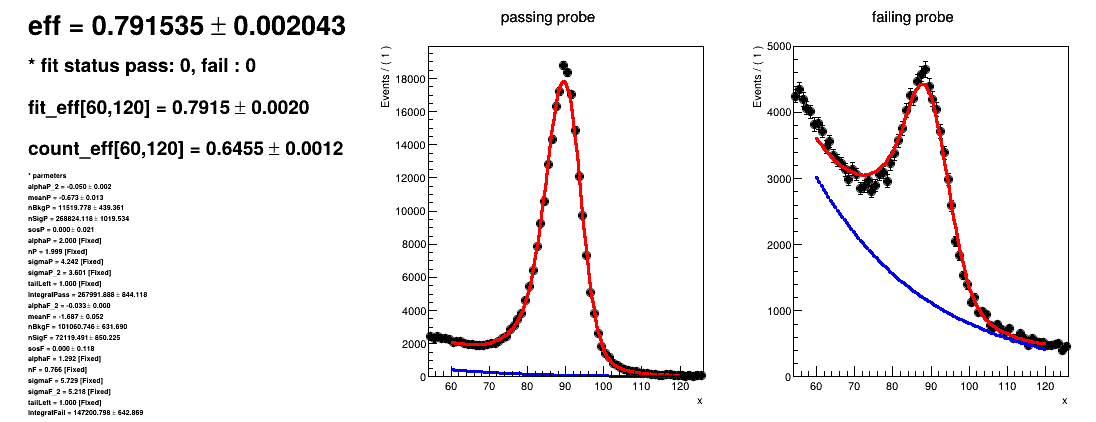 eff = 0.791535 ± 0.002043
* fit status pass: 0, fail : 0
fit_eff[60,120] = 0.7915 ± 0.0020
count_eff[60,120] = 0.6455 ± 0.0012
* parmeters
alphaP_2 = -0.050 ± 0.002
meanP = -0.673 ± 0.013
nBkgP = 11519.778 ± 439.361
nSigP = 268824.118 ± 1019.534
sosP = 0.000 ± 0.021
alphaP = 2.000 [Fixed]
nP = 1.999 [Fixed]
sigmaP = 4.242 [Fixed]
sigmaP_2 = 3.601 [Fixed]
tailLeft = 1.000 [Fixed]
integralPass = 267991.888 ± 844.118
alphaF_2 = -0.033 ± 0.000
meanF = -1.687 ± 0.052
nBkgF = 101060.746 ± 631.690
nSigF = 72119.491 ± 850.225
sosF = 0.000 ± 0.118
alphaF = 1.292 [Fixed]
nF = 0.766 [Fixed]
sigmaF = 5.729 [Fixed]
sigmaF_2 = 5.218 [Fixed]
tailLeft = 1.000 [Fixed]
integralFail = 147200.798 ± 642.869
passing probe
Events / ( 1 )
18000
16000
14000
12000
10000
8000
6000
4000
2000
0
60 70 80 90 100 110 120
x
failing probe
Events / ( 1 )
5000
4000
3000
2000
1000
0
60 70 80 90 100 110 120
x